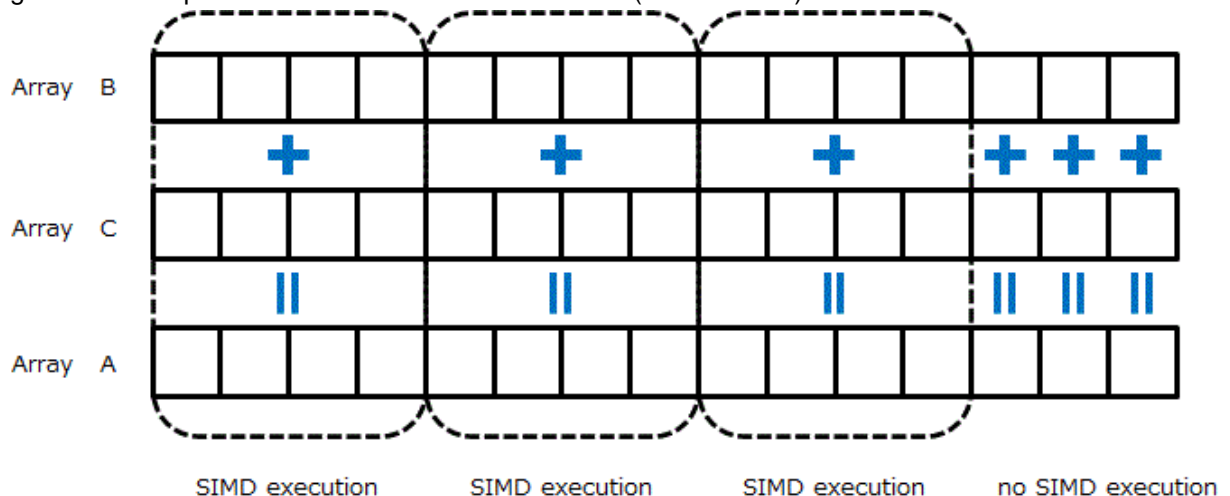 Array B
+ + + + + +
Array C
|| || || || || ||
Array A
SIMD execution SIMD execution SIMD execution no SIMD execution